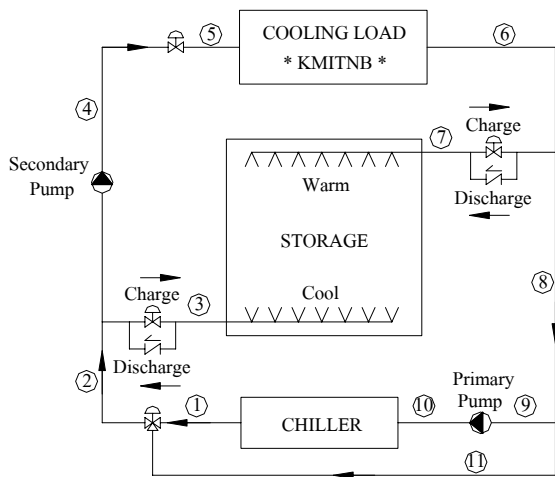 5
COOLING LOAD
* KMITNB *
6
4
7
Charge
Secondary
Pump
Warm
Discharge
STORAGE
8
Charge
3
Cool
Discharge
2
1
CHILLER
10
Primary
Pump
9
11